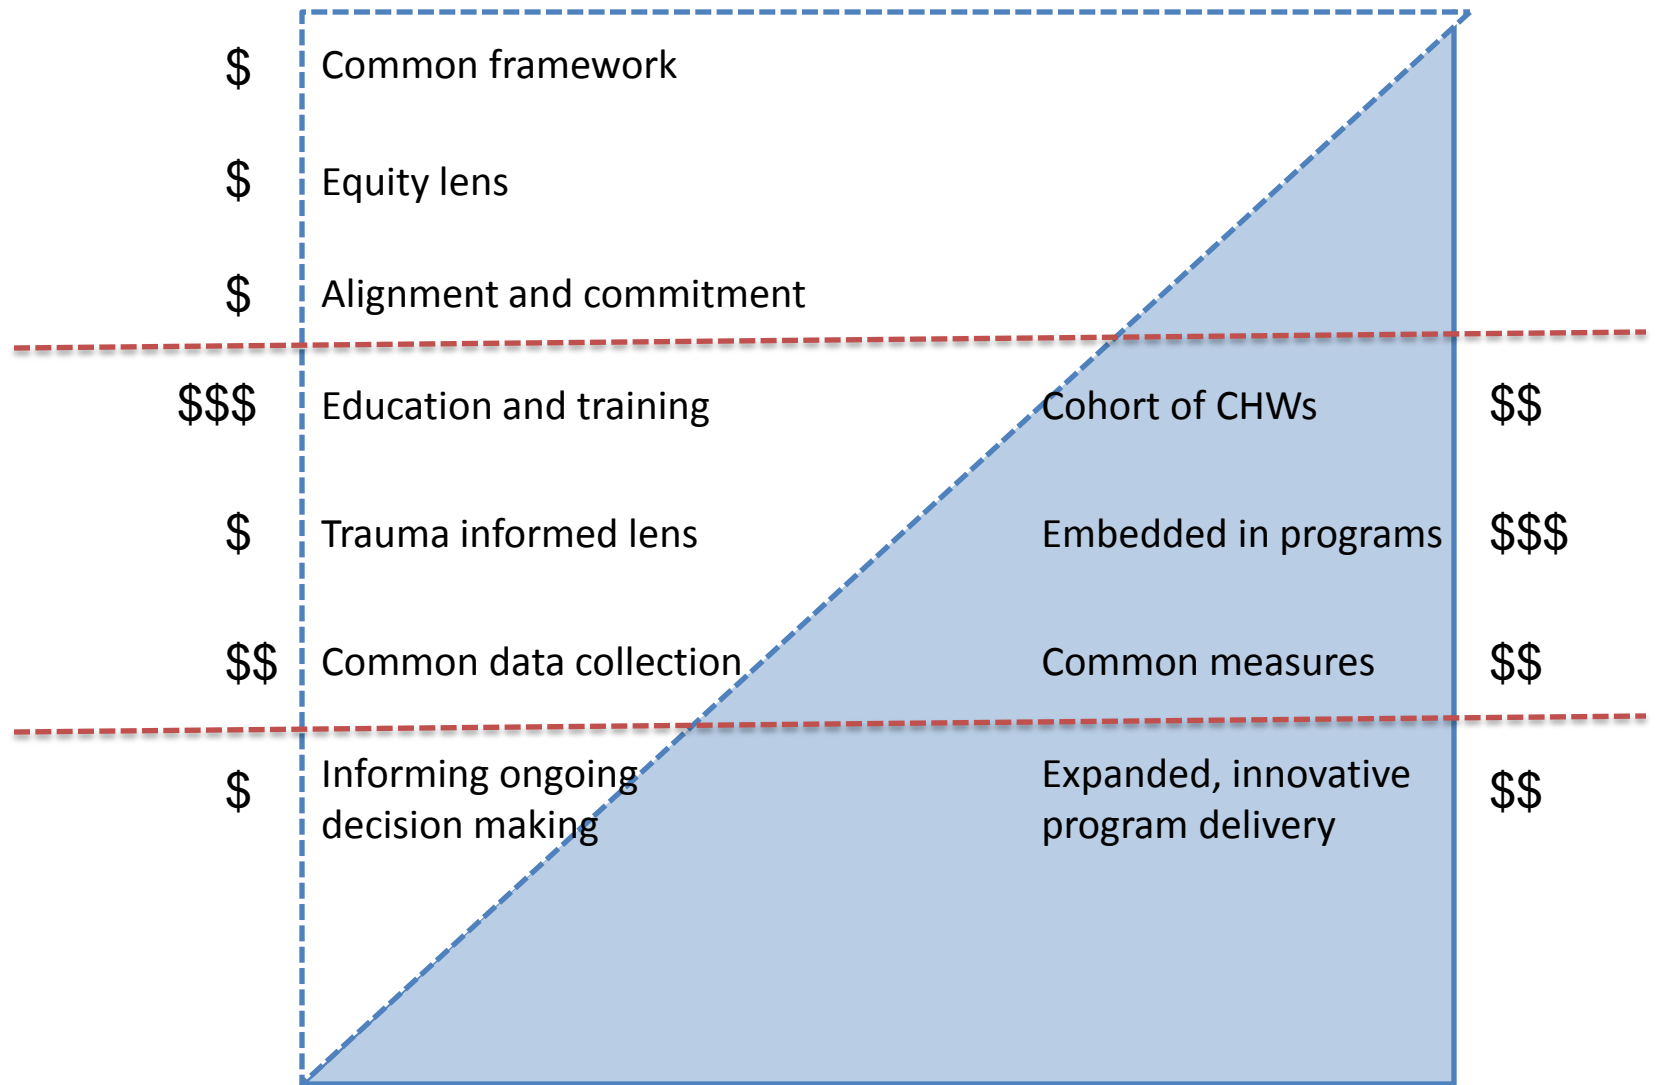 $ Common framework
$ Equity lens
$ Alignment and commitment
$$$ Education and training Cohort of CHWs $$
$ Trauma informed lens Embedded in programs $$$
$$ Common data collection Common measures $$
$ Informing ongoing Expanded, innovative $$
decision making program delivery